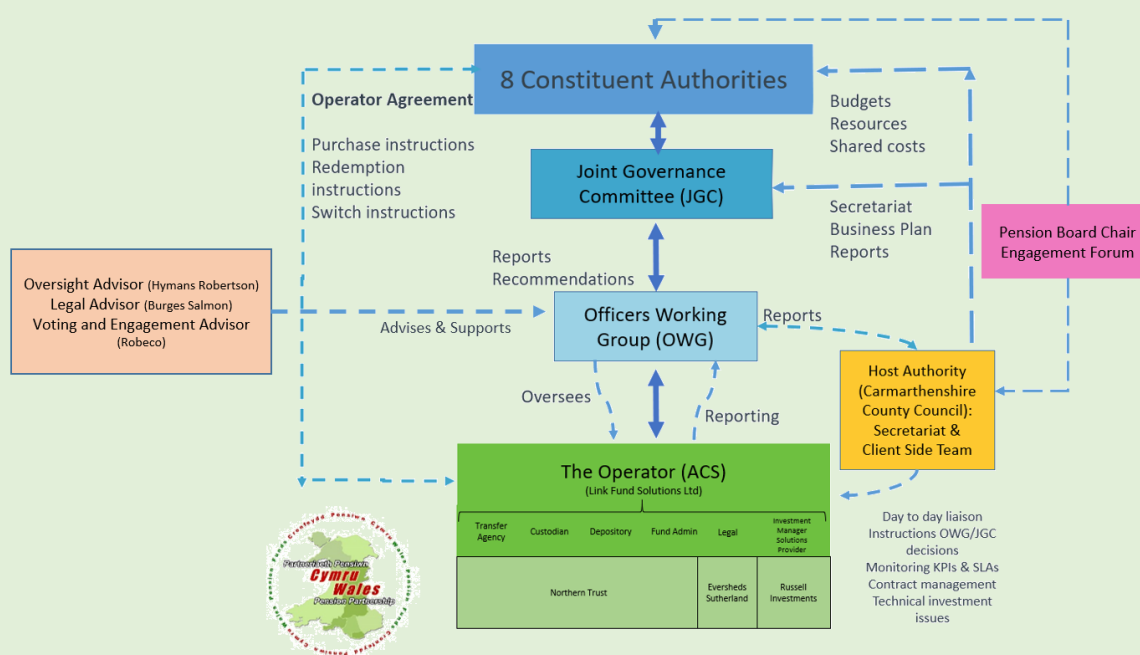 8 Constituent Authorities
Operator Agreement
Purchase instructions
Redemption
instructions
Switch instructions
Budgets
Resources
Shared costs
Joint Governance
Committee (JGC)
Secretariat
Business Plan
Reports
Pension Board Chair
Engagement Forum
Oversight Advisor (Hymans Robertson)
Legal Advisor (Burges Salmon)
Voting and Engagement Advisor
(Robeco)
Reports
Recommendations
Advises & Supports
Officers Working
Group (OWG)
Reports
Host Authority
(Carmarthenshire
County Council):
Secretariat &
Client Side Team
Oversees
Reporting
The Operator (ACS)
(Link Fund Solutions Ltd)
Transfer
Agency
Custodian
Depository
Fund Admin
Legal
Investment
Manager
Solutions
Provider
Northern Trust
Eversheds
Sutherland
Russell
Investments
Day to day liaison
Instructions OWG/JGC
decisions
Monitoring KPIs & SLAs
Contract management
Technical investment
issues
Partneriaeth Pensiwn
Cymru
Wales
Pension Partnership